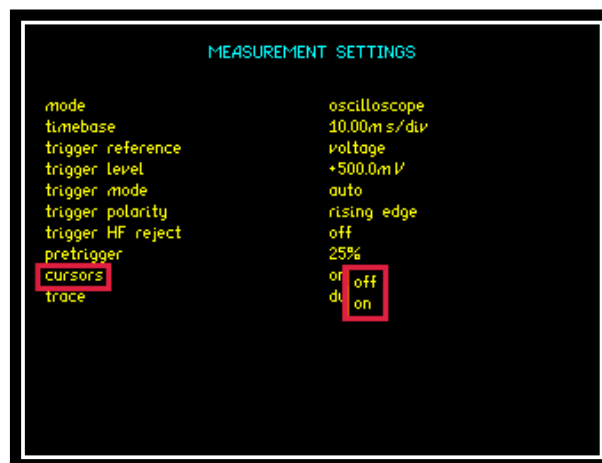 MEASUREMENT SETTINGS
mode oscilloscope
timebase 10.00ms/div
trigger reference voltage
trigger level +500.0mV
trigger mode auto
trigger polarity rising edge
trigger HF reject off
pretrigger 25%
cursors
off
trace
on